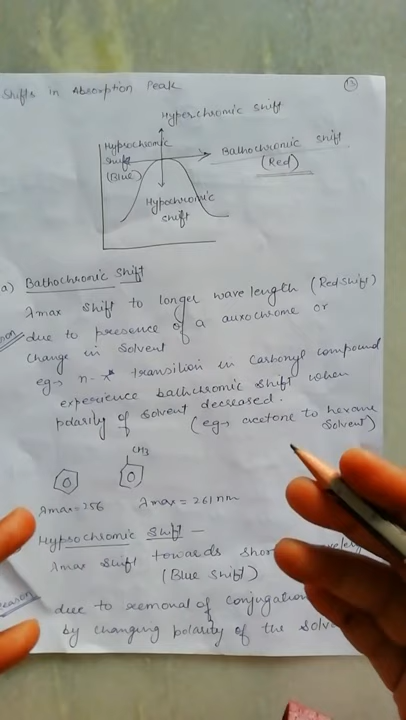 Shifts in Absorption Peak
13
Hyperchromic shift
Hypsochromic
shift
(Blue)
Bathochromic shift
(Red)
Hypochromic
shift
a) Bathochromic Shift
λmax shift to longer wave length (Red shift)
due to presence of a auxochrome or
change in solvent
eg→ n-π* transition in Carbonyl compound
experience bathchromic shift when
polarity of solvent decreased.
(eg→ acetone to hexane
solvent)
CH3
λmax = 256
λmax = 261 nm
Hypsochromic Shift —
λmax shift towards
(Blue shift)
reason
due to removal of conjugation
by changing polarity of the